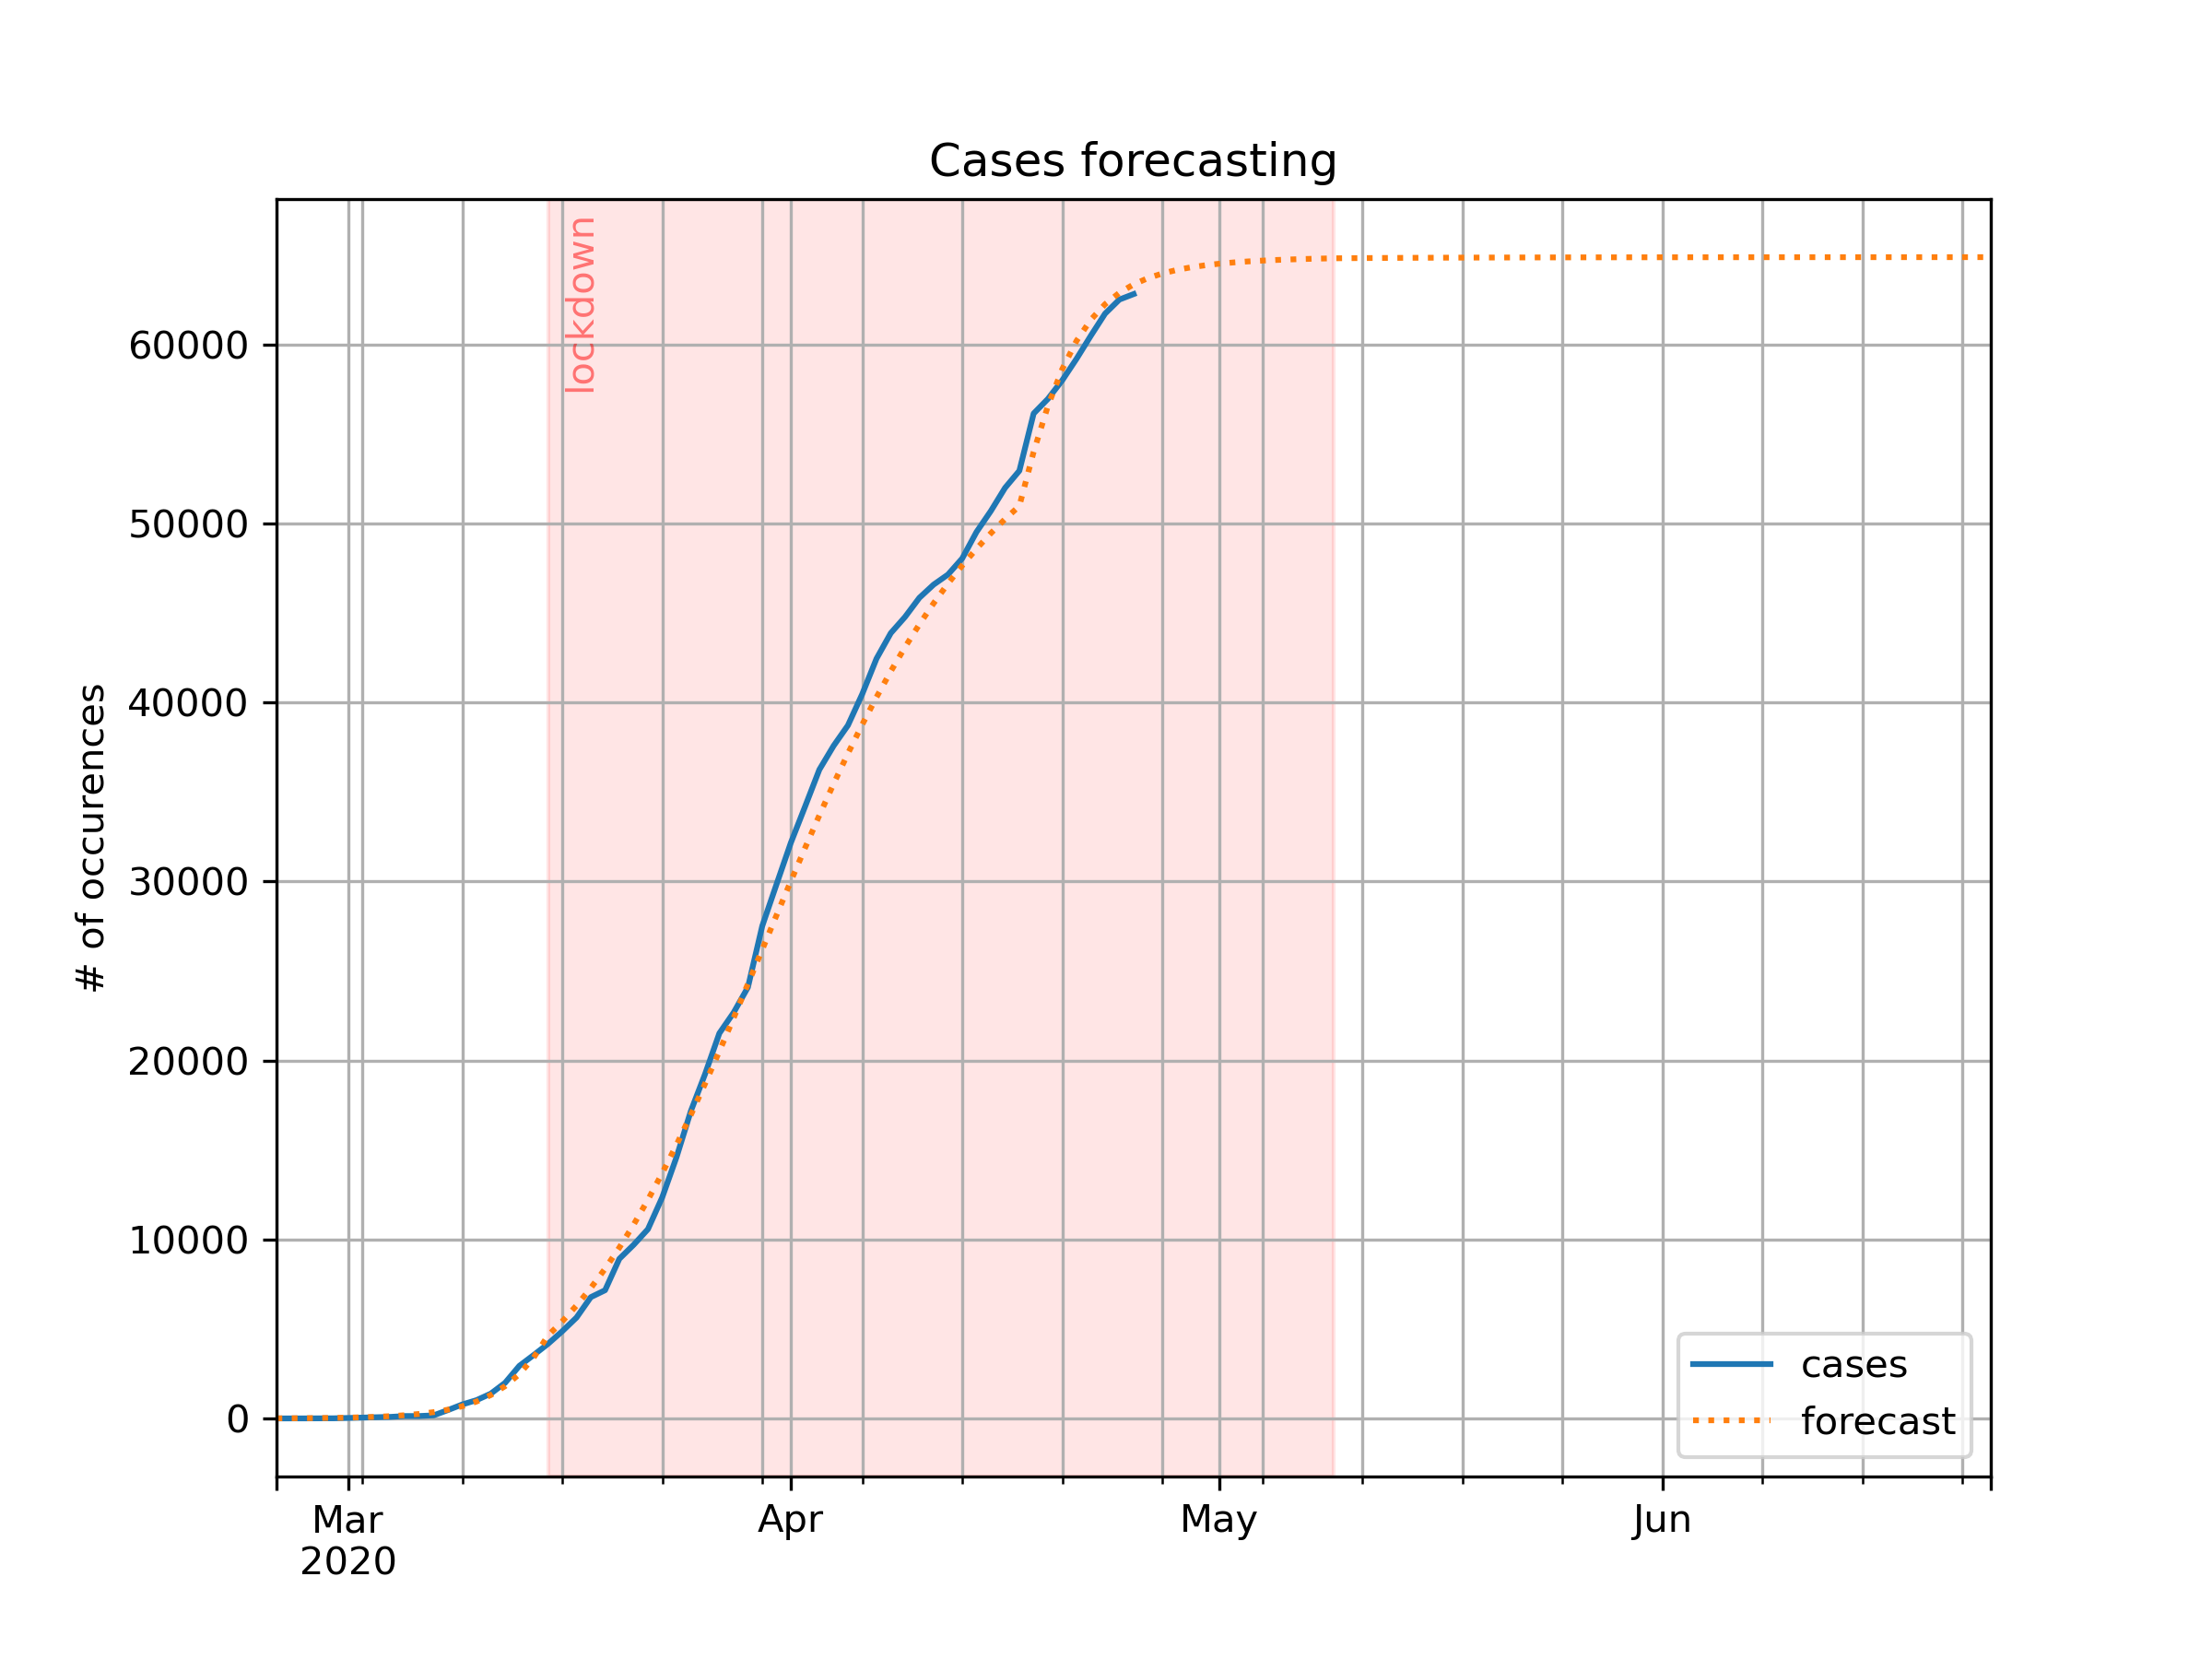 Cases forecasting
lockdown
# of occurences
60000
50000
40000
30000
20000
10000
0
Mar
2020
Apr
May
Jun
cases
forecast